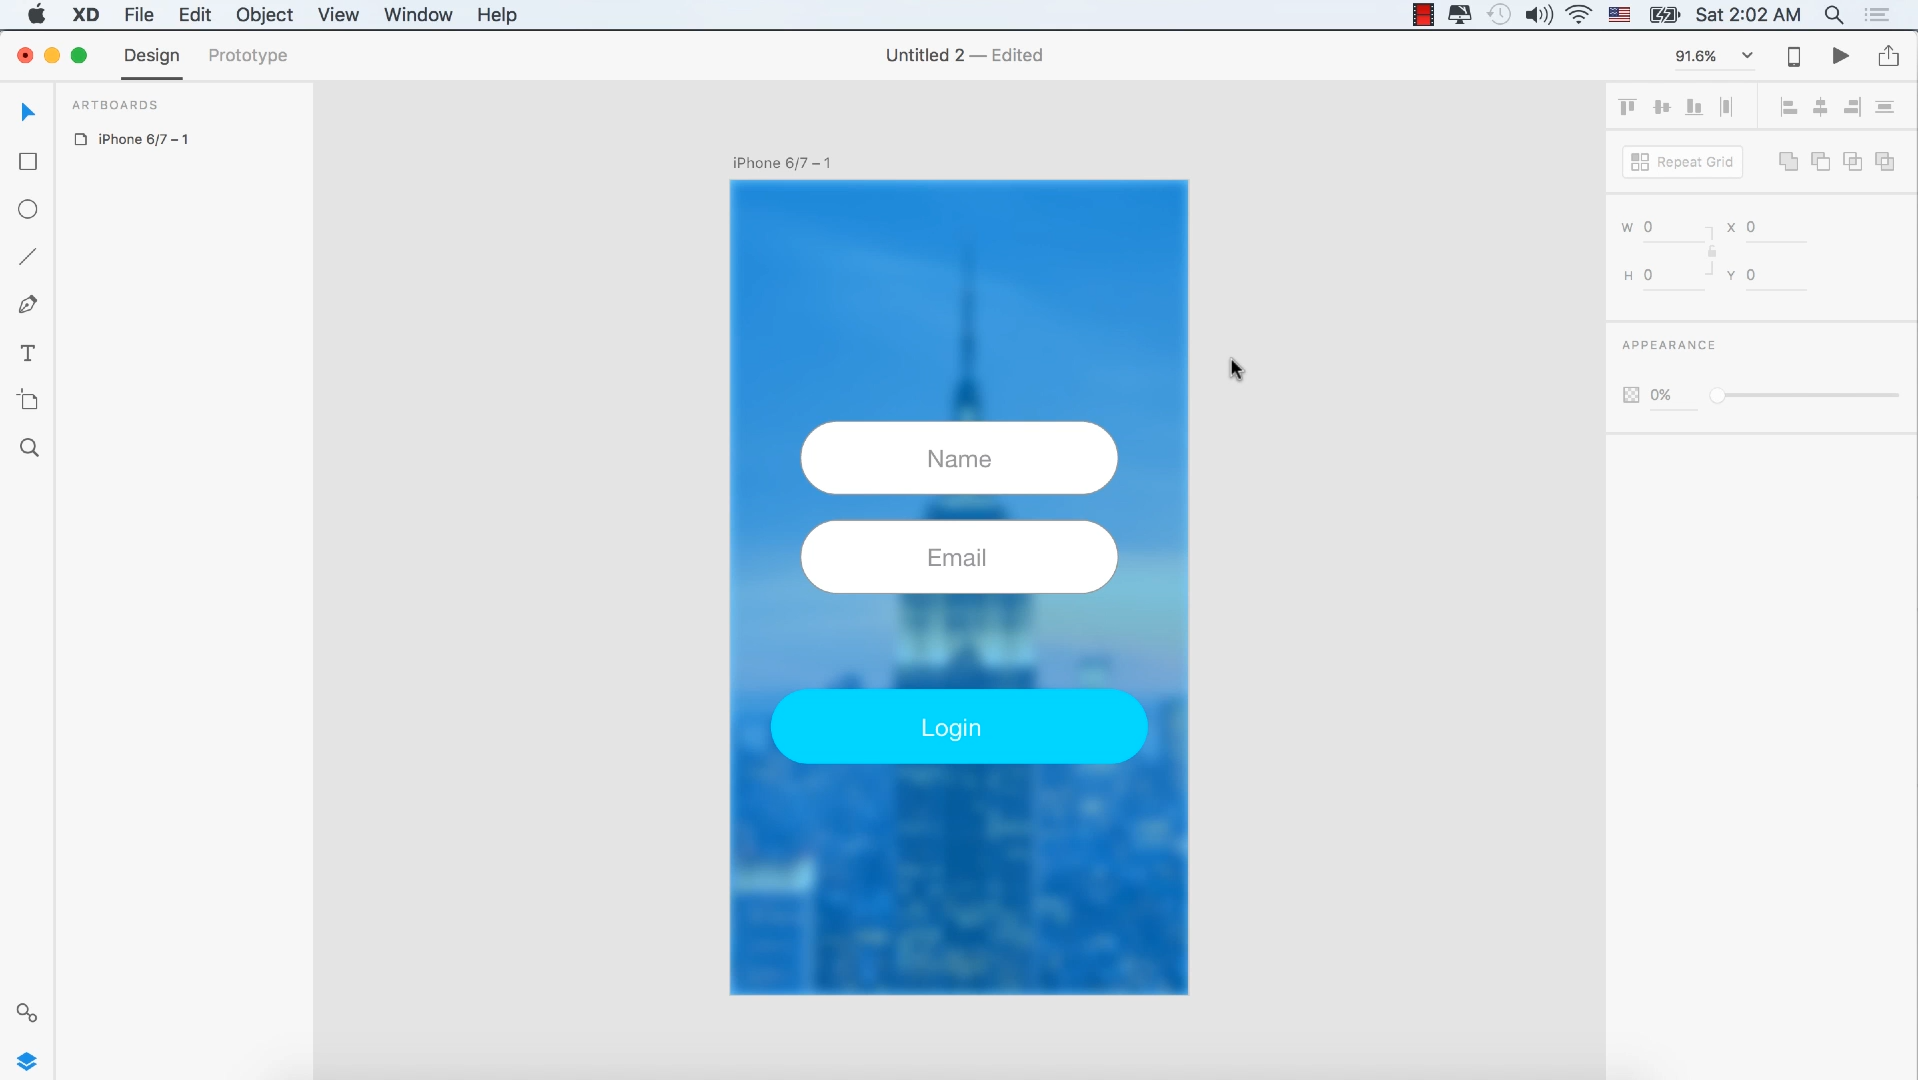 XD File Edit Object View Window Help Sat 2:02 AM
Design Prototype Untitled 2 — Edited 91.6%
ARTBOARDS
iPhone 6/7 – 1
iPhone 6/7 – 1
Name
Email
Login
Repeat Grid
W 0 X 0
H 0 Y 0
APPEARANCE
0%